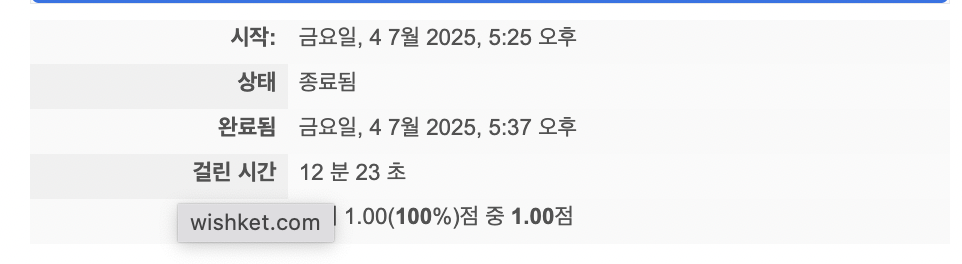 시작: 금요일, 4 7월 2025, 5:25 오후
상태 종료됨
완료됨 금요일, 4 7월 2025, 5:37 오후
걸린 시간 12 분 23 초
wishket.com 1.00(100%)점 중 1.00점